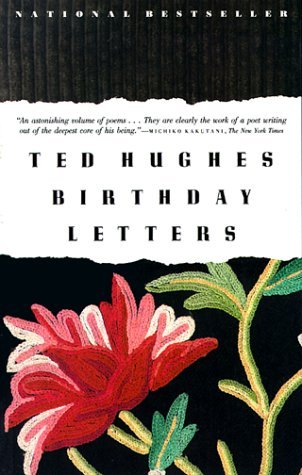 NATIONAL BESTSELLER
"An astonishing volume of poems . . . They are clearly the work of a poet writing
out of the deepest core of his being."—MICHIKO KAKUTANI, The New York Times
TED HUGHES
BIRTHDAY
LETTERS